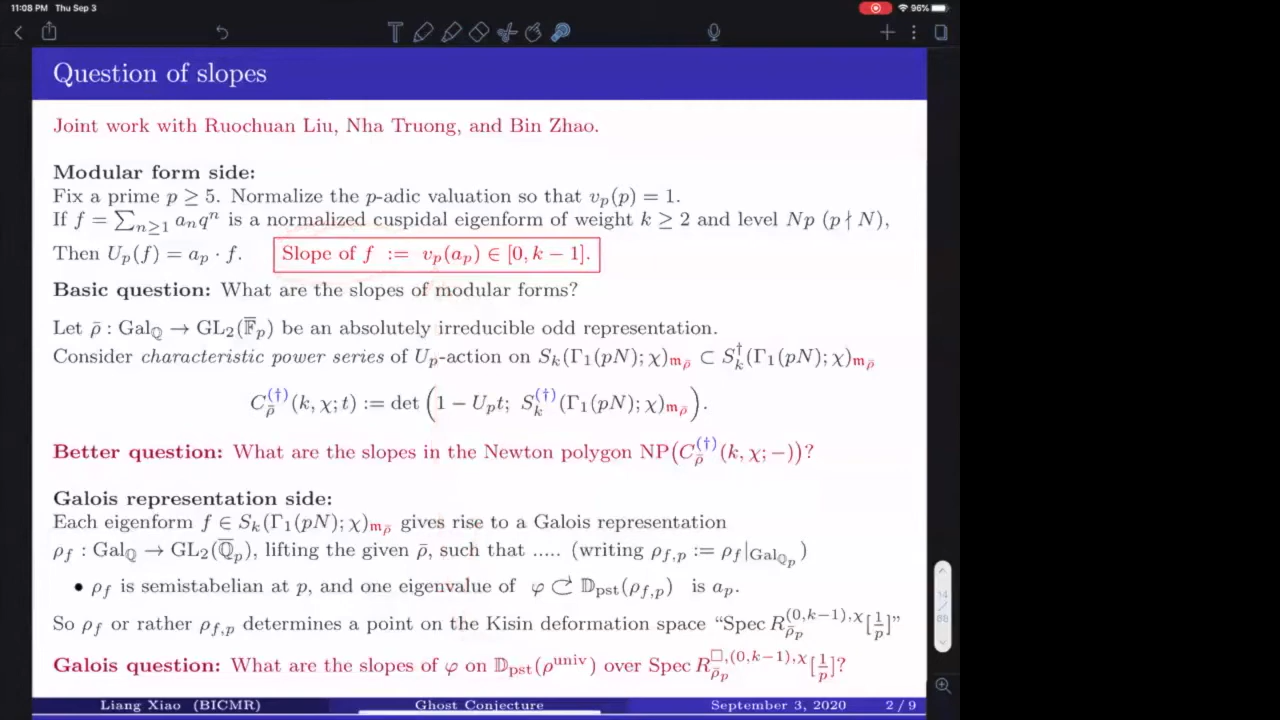 11:08 PM Thu Sep 3
96%
Question of slopes
Joint work with Ruochuan Liu, Nha Truong, and Bin Zhao.
Modular form side:
Fix a prime p ≥ 5. Normalize the p-adic valuation so that v_p(p) = 1.
If f = ∑_{n≥1} a_n q^n is a normalized cuspidal eigenform of weight k ≥ 2 and level Np (p ∤ N),
Then U_p(f) = a_p · f. Slope of f := v_p(a_p) ∈ [0, k − 1].
Basic question: What are the slopes of modular forms?
Let ρ̄ : Gal_ℚ → GL₂(𝔽̄_p) be an absolutely irreducible odd representation.
Consider characteristic power series of U_p-action on S_k(Γ₁(pN); χ)_{𝔪_ρ̄} ⊂ S_k^†(Γ₁(pN); χ)_{𝔪_ρ̄}
C_ρ̄^{(†)}(k, χ; t) := det (1 − U_p t; S_k^{(†)}(Γ₁(pN); χ)_{𝔪_ρ̄}).
Better question: What are the slopes in the Newton polygon NP(C_ρ̄^{(†)}(k, χ; −))?
Galois representation side:
Each eigenform f ∈ S_k(Γ₁(pN); χ)_{𝔪_ρ̄} gives rise to a Galois representation
ρ_f : Gal_ℚ → GL₂(ℚ̄_p), lifting the given ρ̄, such that ..... (writing ρ_{f,p} := ρ_f|_{Gal_{ℚ_p}})
• ρ_f is semistabelian at p, and one eigenvalue of φ ⊂ 𝔻_pst(ρ_{f,p}) is a_p.
So ρ_f or rather ρ_{f,p} determines a point on the Kisin deformation space “Spec R_{ρ̄_p}^{(0,k−1),χ}[1/p]”
Galois question: What are the slopes of φ on 𝔻_pst(ρ^univ) over Spec R_{ρ̄_p}^{□,(0,k−1),χ}[1/p]?
14
/
88
Liang Xiao (BICMR) Ghost Conjecture September 3, 2020 2 / 9